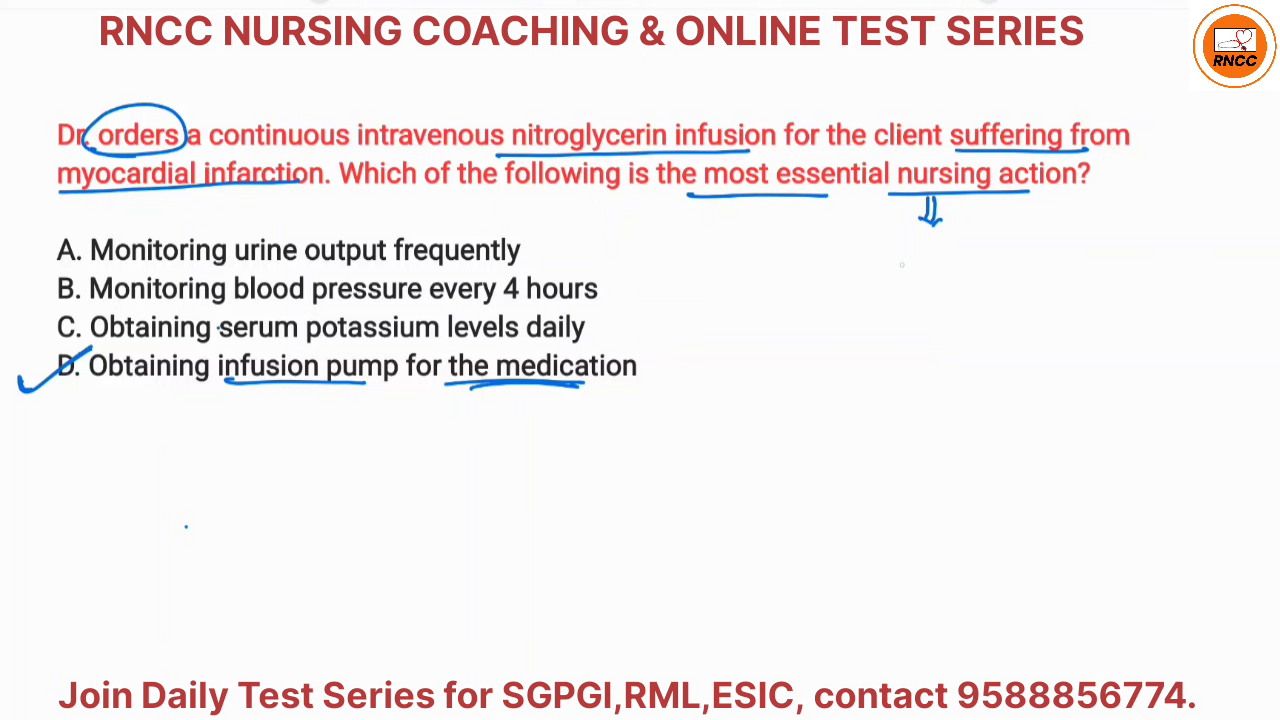 RNCC NURSING COACHING & ONLINE TEST SERIES
RNCC
Dr. orders a continuous intravenous nitroglycerin infusion for the client suffering from
myocardial infarction. Which of the following is the most essential nursing action?
A. Monitoring urine output frequently
B. Monitoring blood pressure every 4 hours
C. Obtaining serum potassium levels daily
D. Obtaining infusion pump for the medication
Join Daily Test Series for SGPGI,RML,ESIC, contact 9588856774.